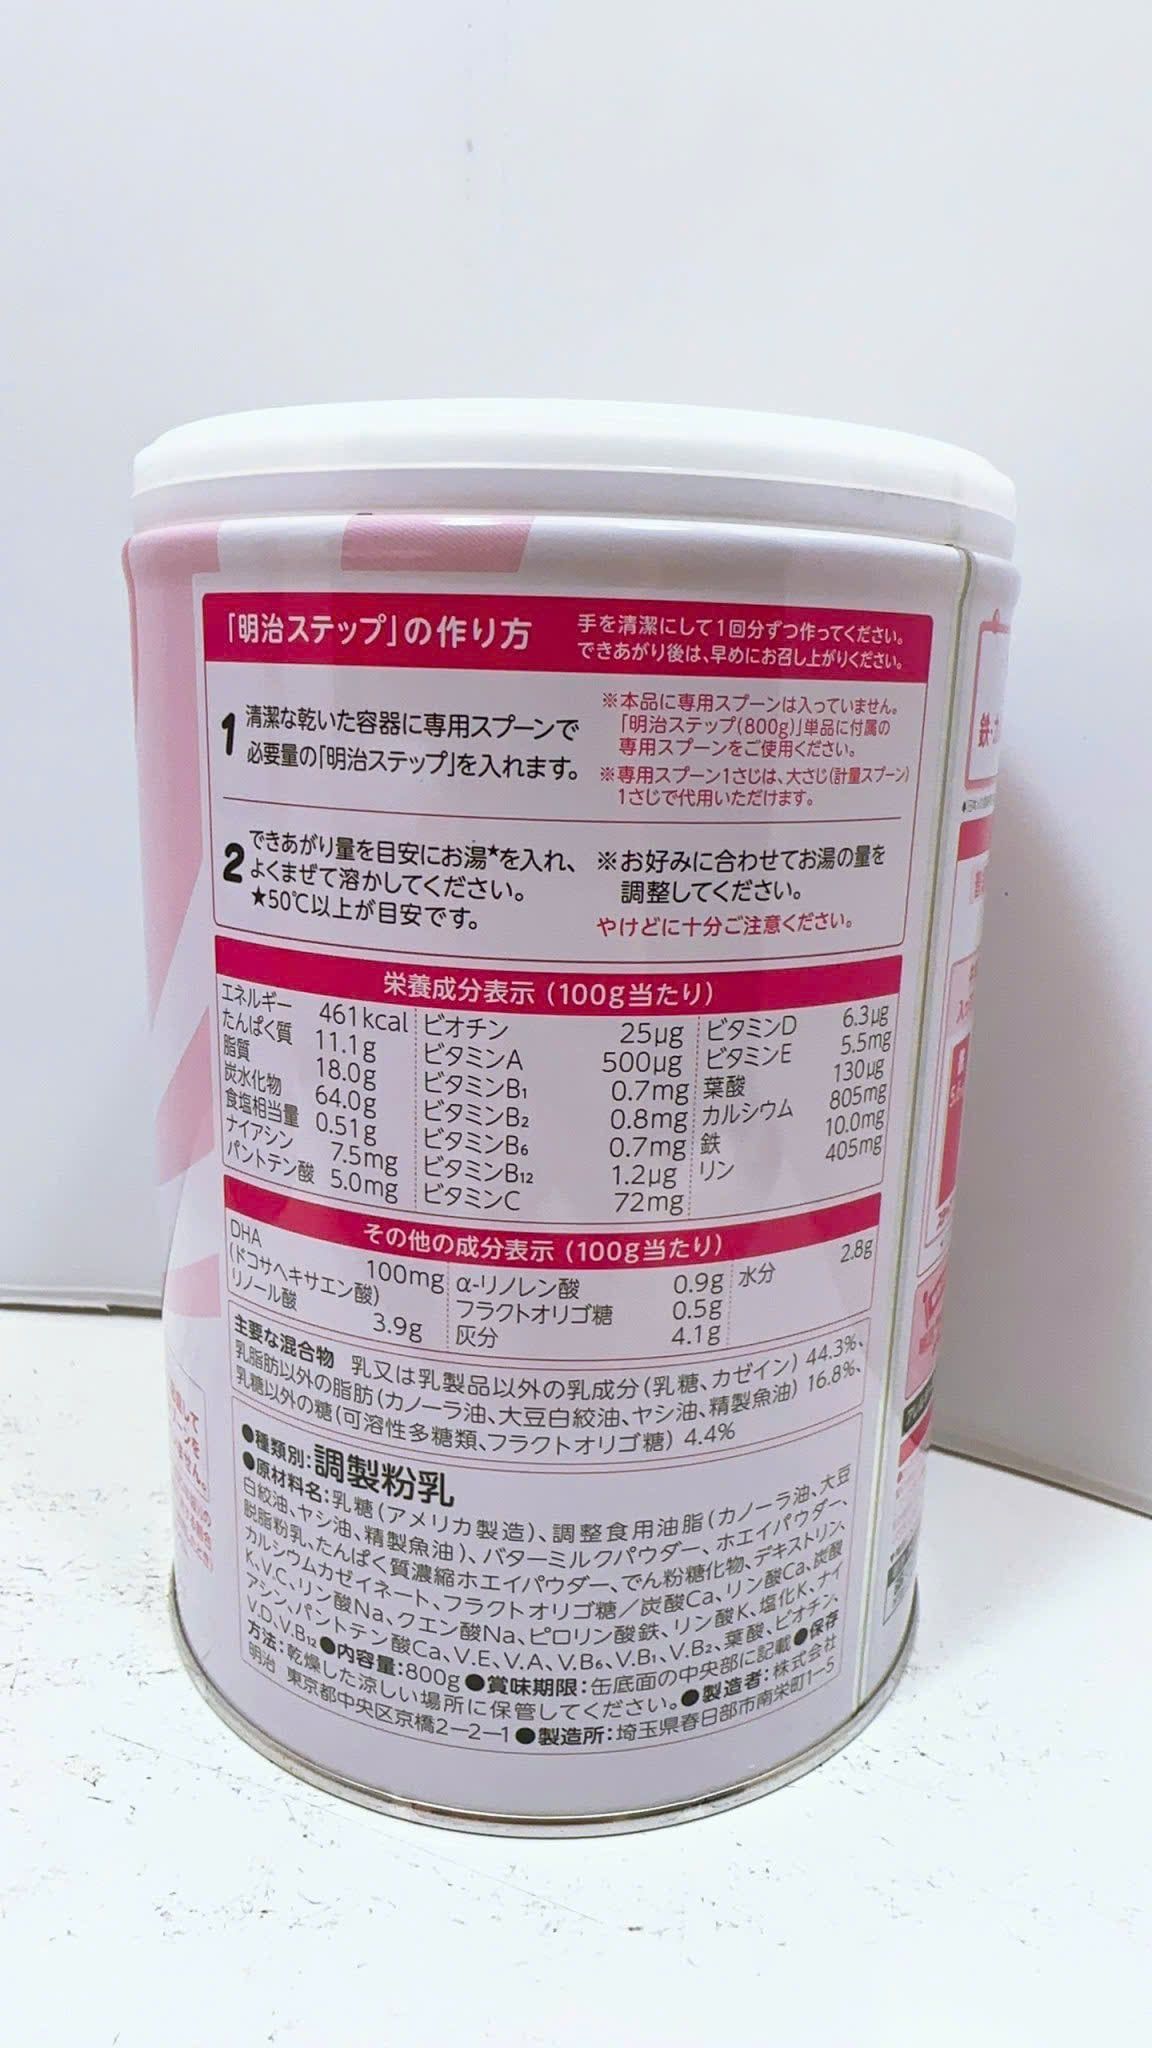 「明治ステップ」の作り方
手を清潔にして1回分ずつ作ってください。
できあがり後は、早めにお召し上がりください。
1
清潔な乾いた容器に専用スプーンで
必要量の「明治ステップ」を入れます。
※本品に専用スプーンは入っていません。
「明治ステップ(800g)」単品に付属の
専用スプーンをご使用ください。
※専用スプーン1さじは、大さじ(計量スプーン)
1さじで代用いただけます。
2
できあがり量を目安にお湯★を入れ、
よくまぜて溶かしてください。
★50℃以上が目安です。
※お好みに合わせてお湯の量を
調整してください。
やけどに十分ご注意ください。
栄養成分表示(100g当たり)
エネルギー 461kcal
たんぱく質 11.1g
脂質 18.0g
炭水化物 64.0g
食塩相当量 0.51g
ナイアシン 7.5mg
パントテン酸 5.0mg
ビオチン 25μg
ビタミンA 500μg
ビタミンB1 0.7mg
ビタミンB2 0.8mg
ビタミンB6 0.7mg
ビタミンB12 1.2μg
ビタミンC 72mg
ビタミンD 6.3μg
ビタミンE 5.5mg
葉酸 130μg
カルシウム 805mg
鉄 10.0mg
リン 405mg
その他の成分表示(100g当たり)
DHA
(ドコサヘキサエン酸) 100mg
リノール酸 3.9g
α-リノレン酸 0.9g
フラクトオリゴ糖 0.5g
灰分 4.1g
水分 2.8g
主要な混合物 乳又は乳製品以外の乳成分(乳糖、カゼイン)44.3%、
乳脂肪以外の脂肪(カノーラ油、大豆白絞油、ヤシ油、精製魚油)16.8%、
乳糖以外の糖(可溶性多糖類、フラクトオリゴ糖)4.4%
●種類別:調製粉乳
●原材料名:乳糖(アメリカ製造)、調整食用油脂(カノーラ油、大豆
白絞油、ヤシ油、精製魚油)、バターミルクパウダー、ホエイパウダー、
脱脂粉乳、たんぱく質濃縮ホエイパウダー、でん粉糖化物、デキストリン、
カルシウムカゼイネート、フラクトオリゴ糖/炭酸Ca、リン酸Ca、炭酸
K、V.C、リン酸Na、クエン酸Na、ピロリン酸鉄、リン酸K、塩化K、ナイ
アシン、パントテン酸Ca、V.E、V.A、V.B6、V.B1、V.B2、葉酸、ビオチン、
V.D、V.B12●内容量:800g●賞味期限:缶底面の中央部に記載●保存
方法:乾燥した涼しい場所に保管してください。●製造者:株式会社
明治 東京都中央区京橋2-2-1●製造所:埼玉県春日部市南栄町1-5